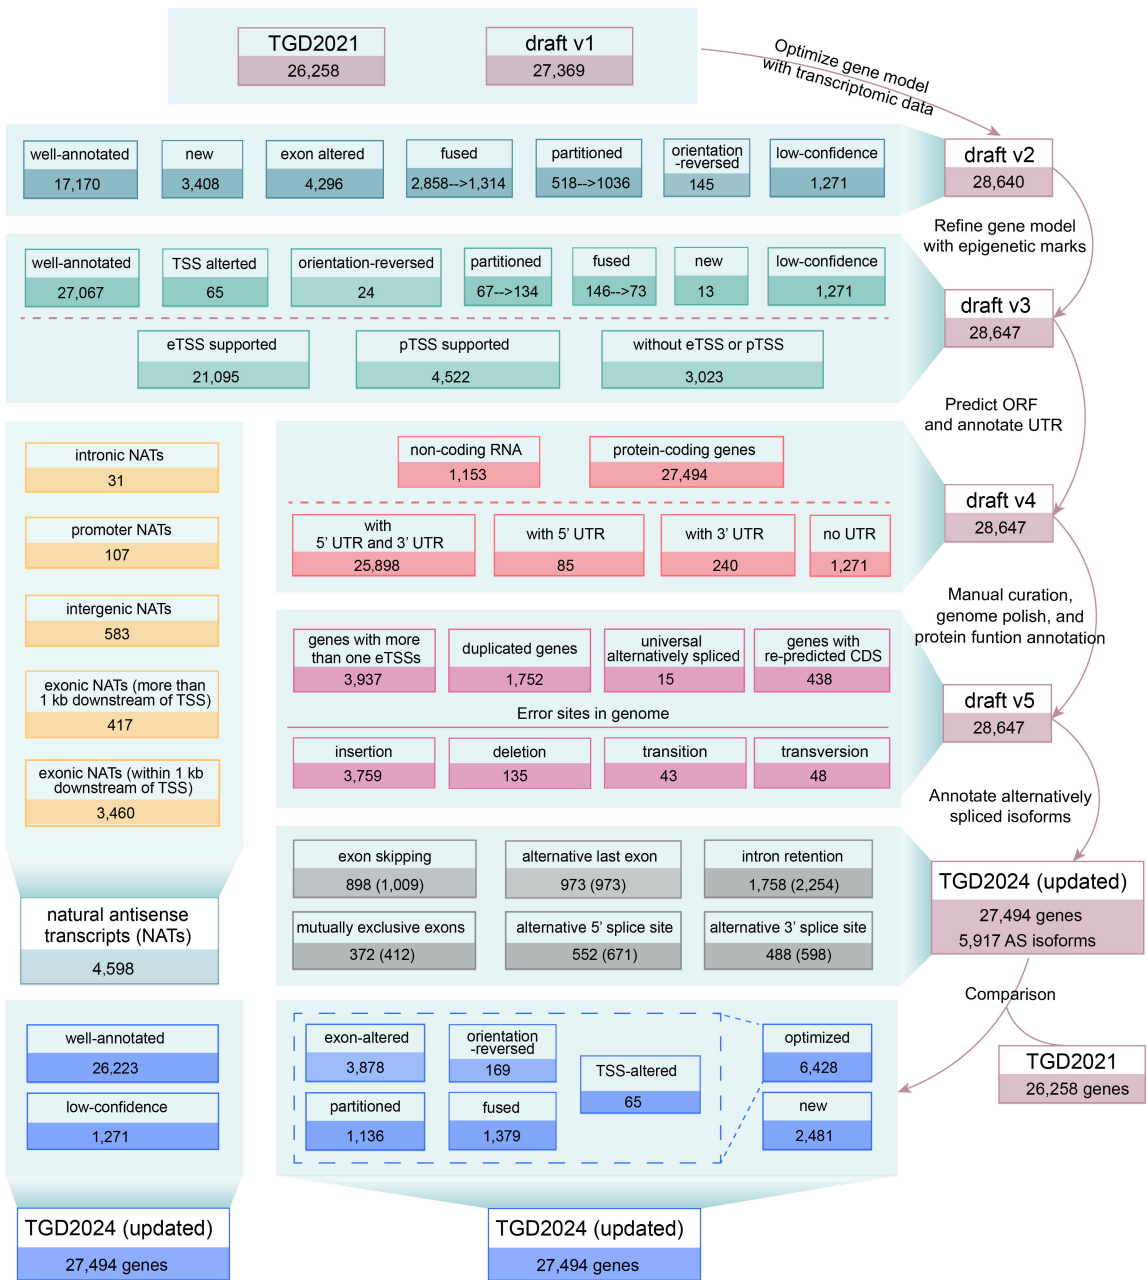 TGD2021
26,258
draft v1
27,369
Optimize gene model
with transcriptomic data
well-annotated
17,170
new
3,408
exon altered
4,296
fused
2,858-->1,314
partitioned
518-->1036
orientation
-reversed
145
low-confidence
1,271
draft v2
28,640
Refine gene model
with epigenetic marks
well-annotated
27,067
TSS alterted
65
orientation-reversed
24
partitioned
67-->134
fused
146-->73
new
13
low-confidence
1,271
eTSS supported
21,095
pTSS supported
4,522
without eTSS or pTSS
3,023
draft v3
28,647
Predict ORF
and annotate UTR
intronic NATs
31
promoter NATs
107
intergenic NATs
583
exonic NATs (more than
1 kb downstream of TSS)
417
exonic NATs (within 1 kb
downstream of TSS)
3,460
natural antisense
transcripts (NATs)
4,598
non-coding RNA
1,153
protein-coding genes
27,494
with
5' UTR and 3' UTR
25,898
with 5' UTR
85
with 3' UTR
240
no UTR
1,271
draft v4
28,647
Manual curation,
genome polish, and
protein funtion annotation
genes with more
than one eTSSs
3,937
duplicated genes
1,752
universal
alternatively spliced
15
genes with
re-predicted CDS
438
Error sites in genome
insertion
3,759
deletion
135
transition
43
transversion
48
draft v5
28,647
Annotate alternatively
spliced isoforms
exon skipping
898 (1,009)
alternative last exon
973 (973)
intron retention
1,758 (2,254)
mutually exclusive exons
372 (412)
alternative 5' splice site
552 (671)
alternative 3' splice site
488 (598)
TGD2024 (updated)
27,494 genes
5,917 AS isoforms
Comparison
TGD2021
26,258 genes
well-annotated
26,223
low-confidence
1,271
TGD2024 (updated)
27,494 genes
exon-altered
3,878
orientation
-reversed
169
TSS-altered
65
partitioned
1,136
fused
1,379
optimized
6,428
new
2,481
TGD2024 (updated)
27,494 genes